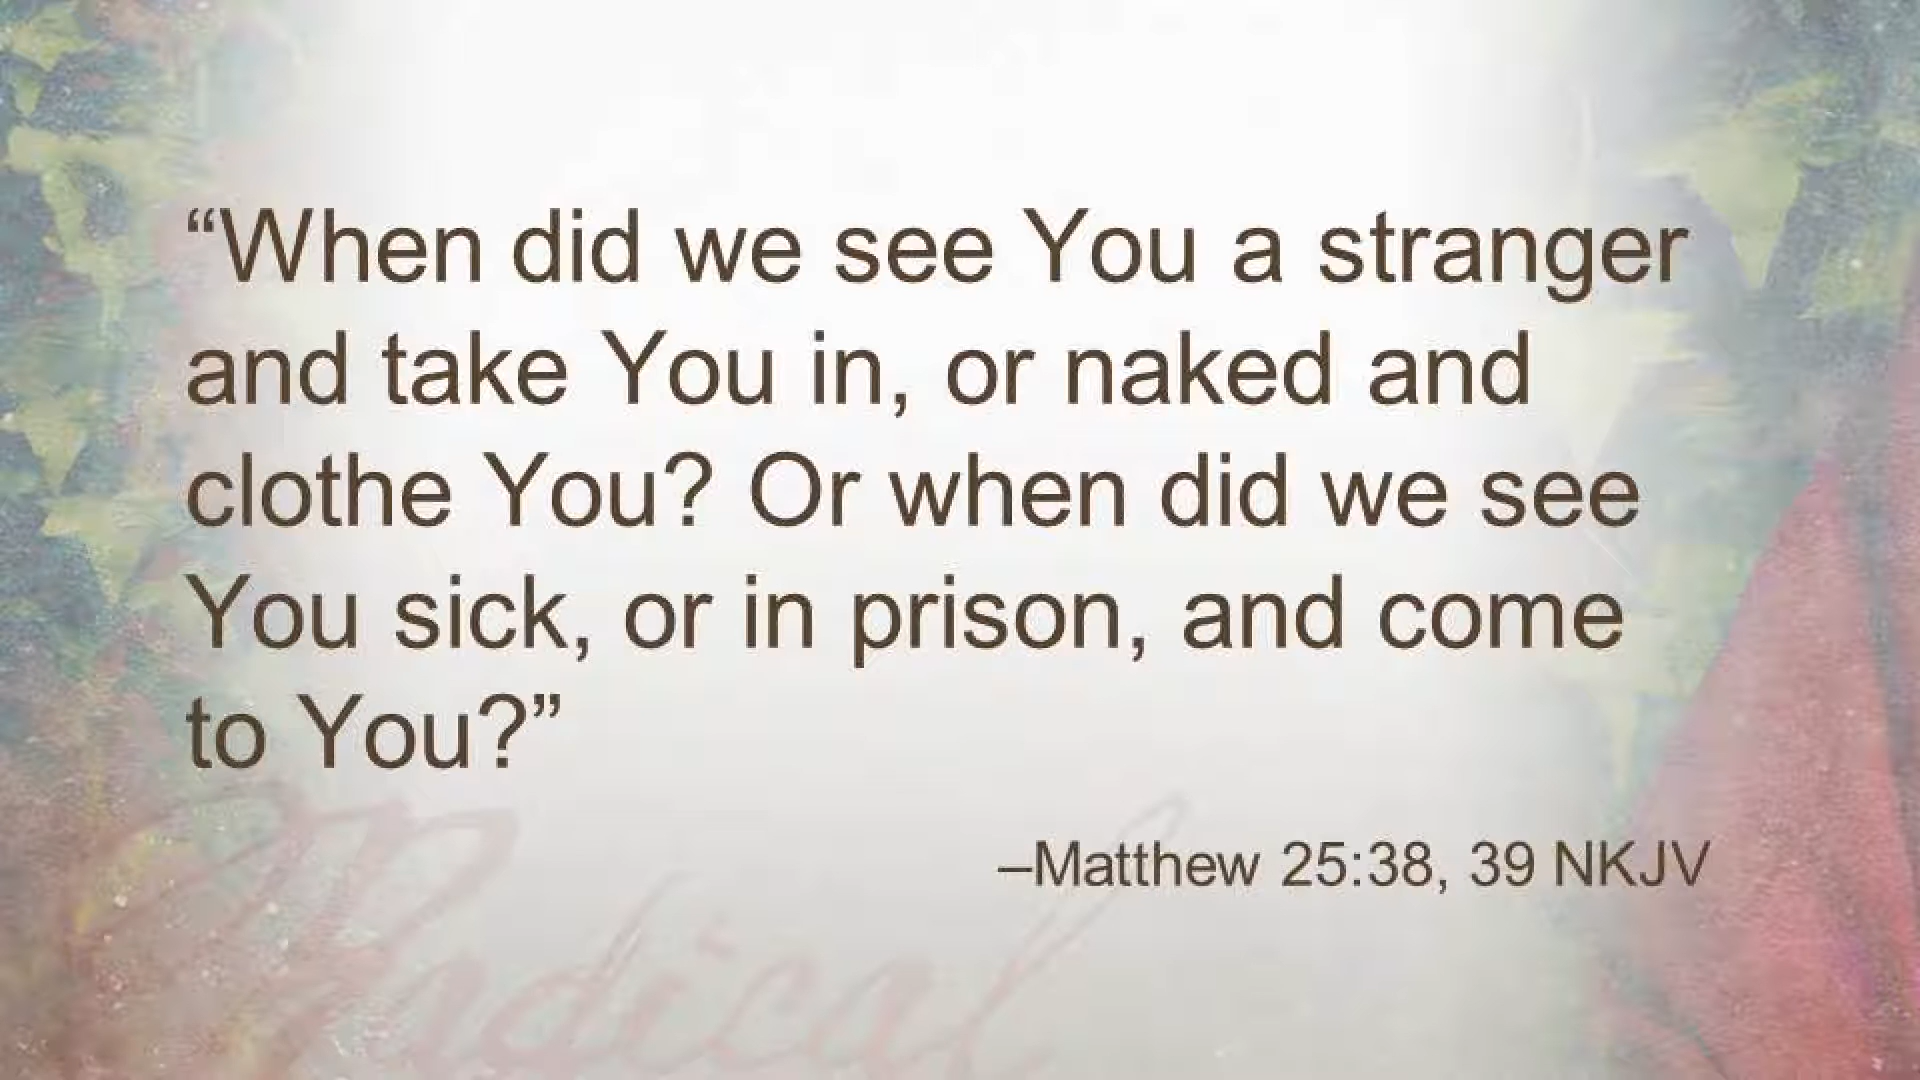 “When did we see You a stranger
and take You in, or naked and
clothe You? Or when did we see
You sick, or in prison, and come
to You?”
–Matthew 25:38, 39 NKJV
Radical